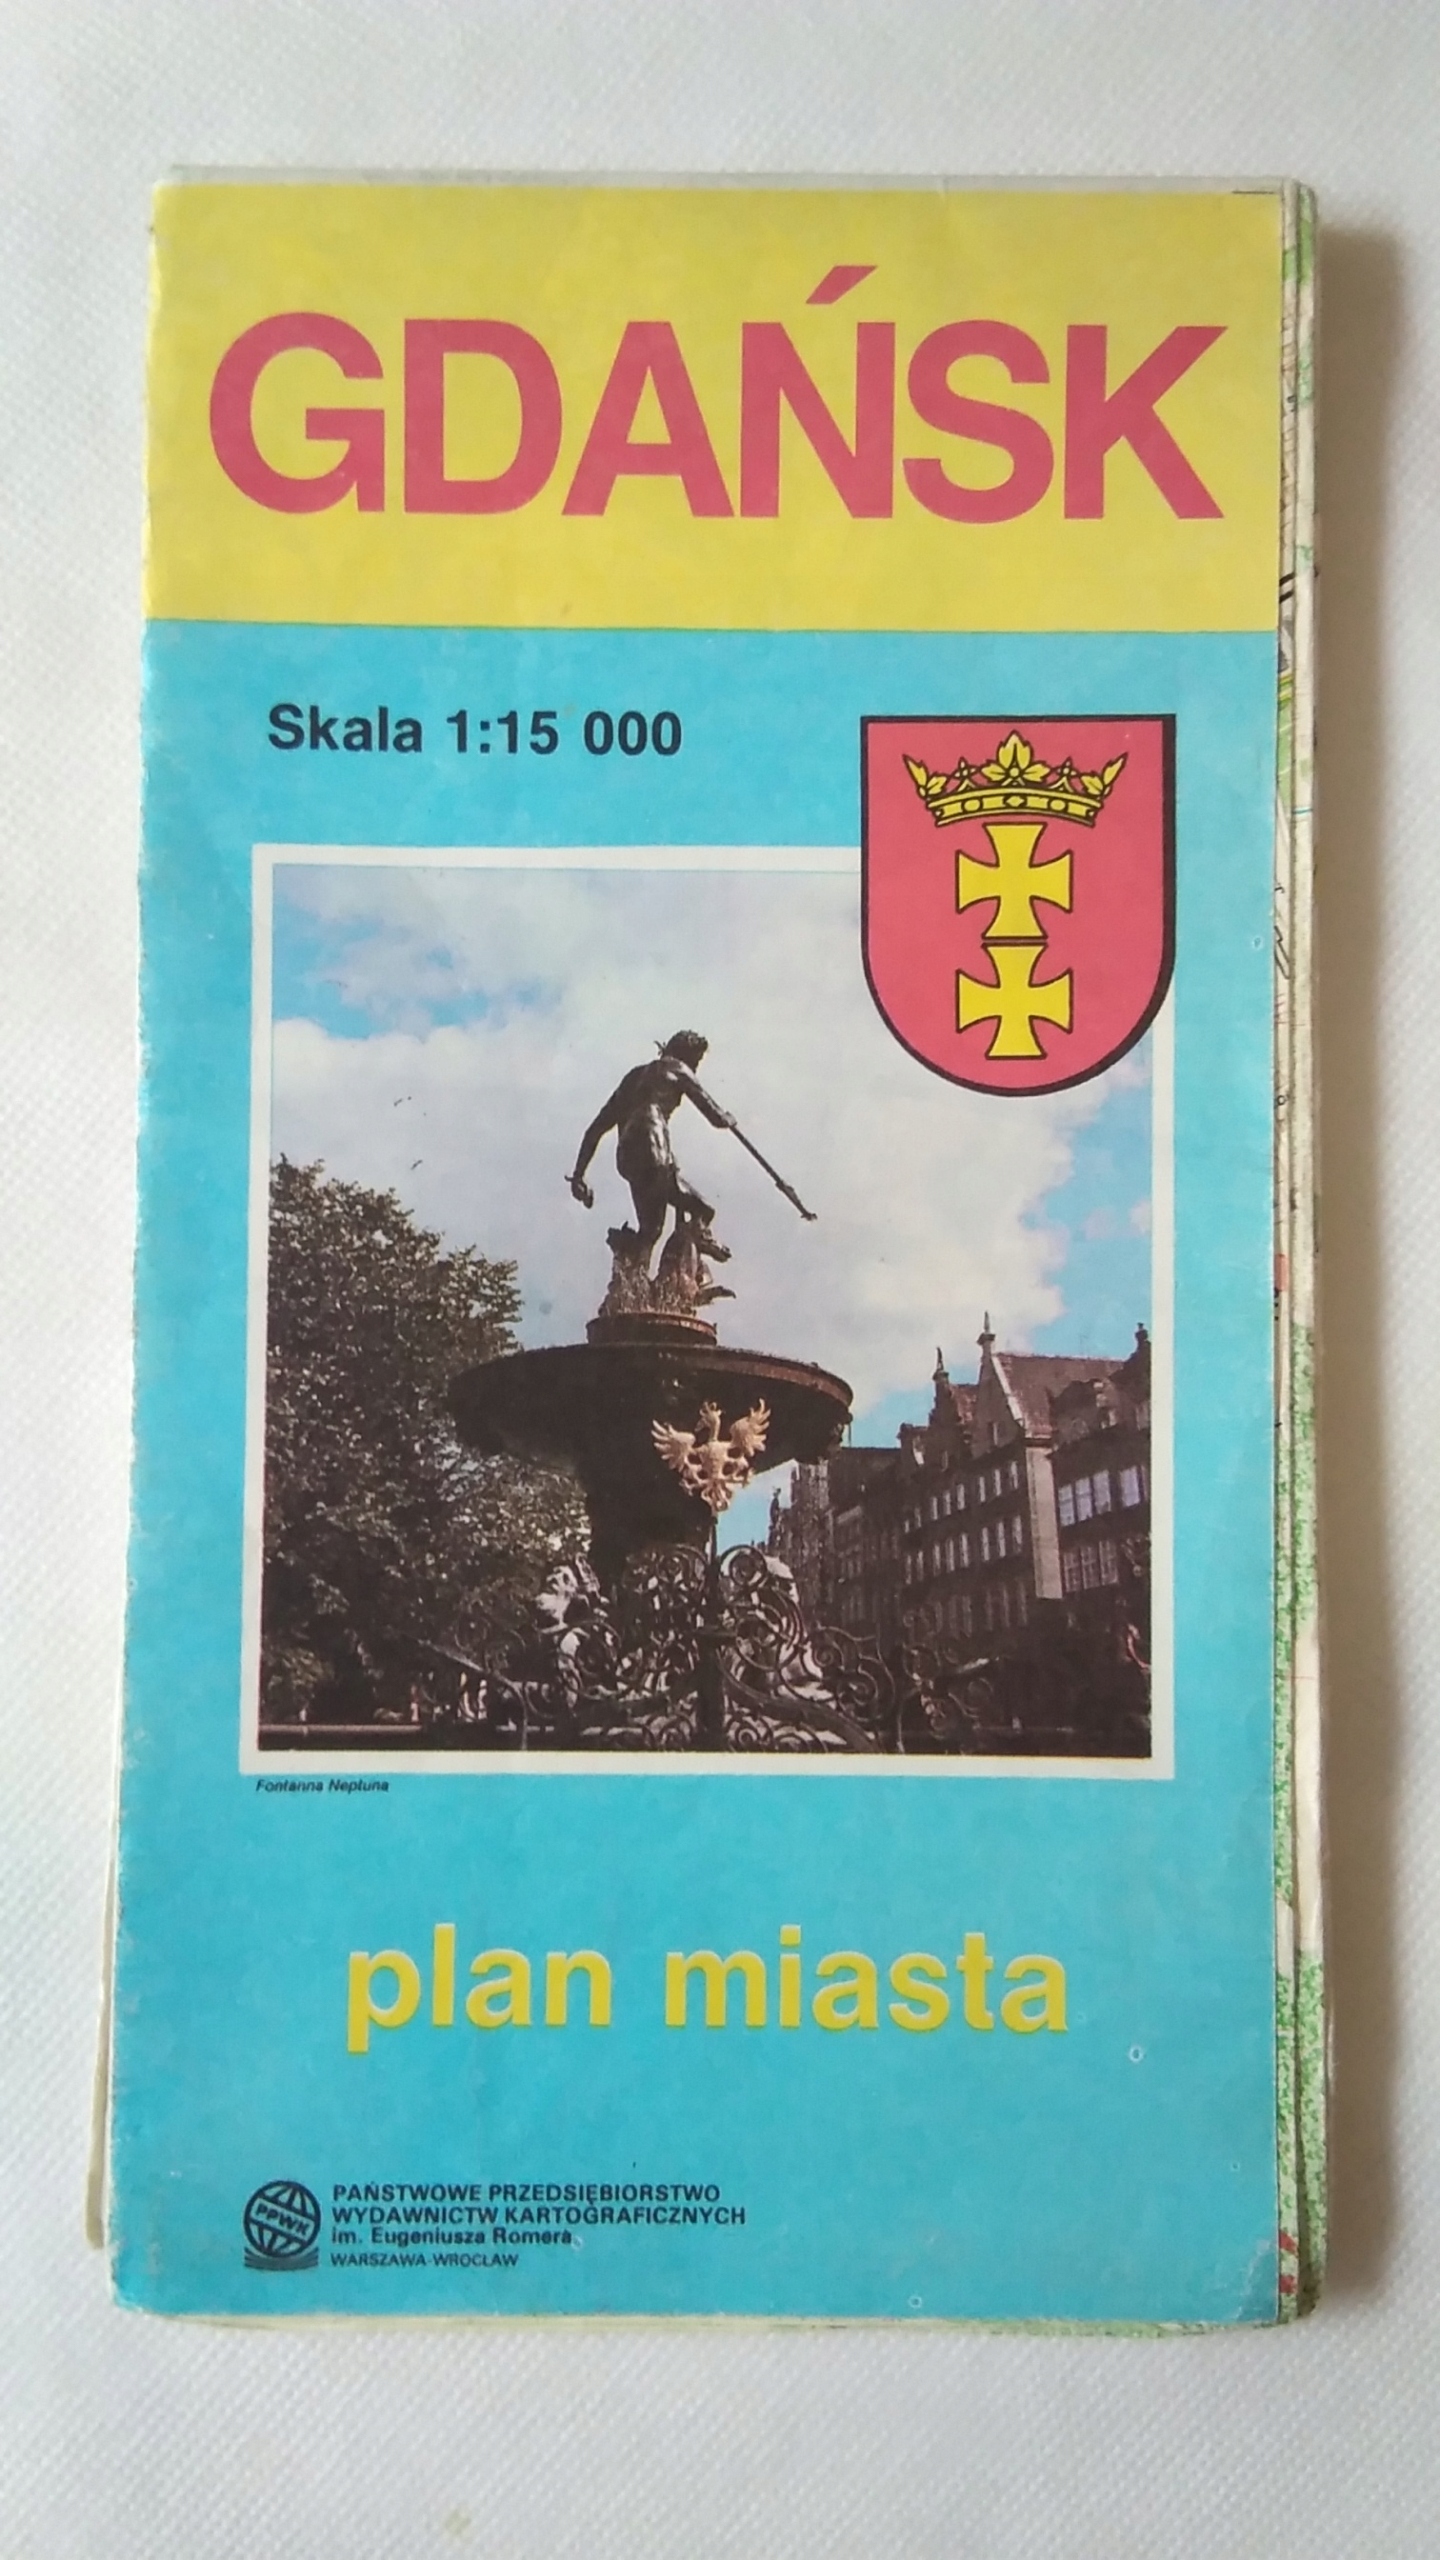 GDAŃSK
Skala 1:15 000
Fontanna Neptuna
plan miasta
PPWK
PAŃSTWOWE PRZEDSIĘBIORSTWO
WYDAWNICTW KARTOGRAFICZNYCH
im. Eugeniusza Romera
WARSZAWA-WROCŁAW